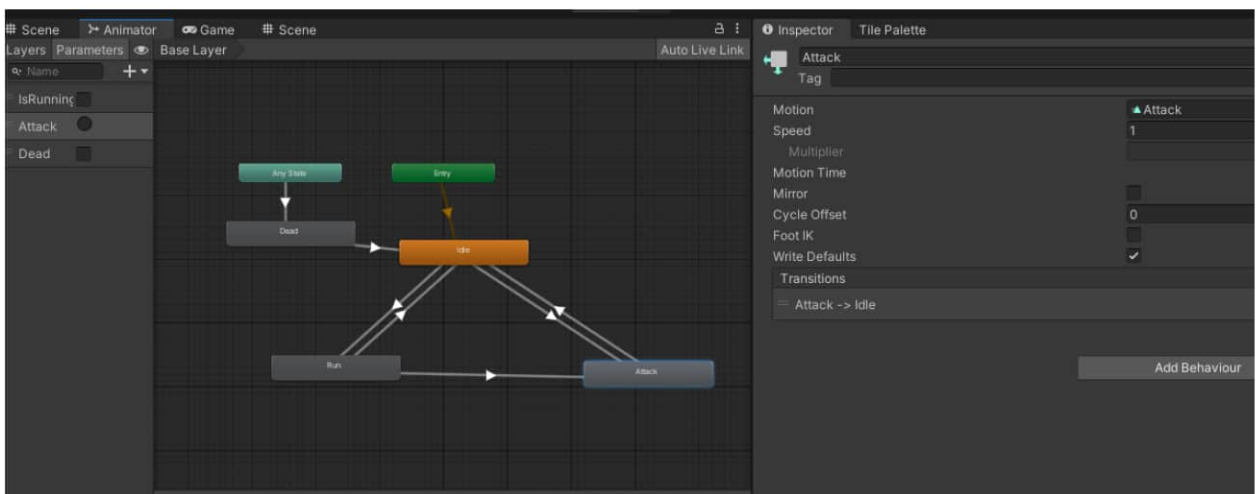 Scene Animator Game Scene
Layers Parameters Base Layer Auto Live Link
Name
IsRunning
Attack
Dead
Any State Entry
Dead
Idle
Run
Attack
Inspector Tile Palette
Attack
Tag
Motion Attack
Speed 1
Multiplier
Motion Time
Mirror
Cycle Offset 0
Foot IK
Write Defaults
Transitions
Attack -> Idle
Add Behaviour